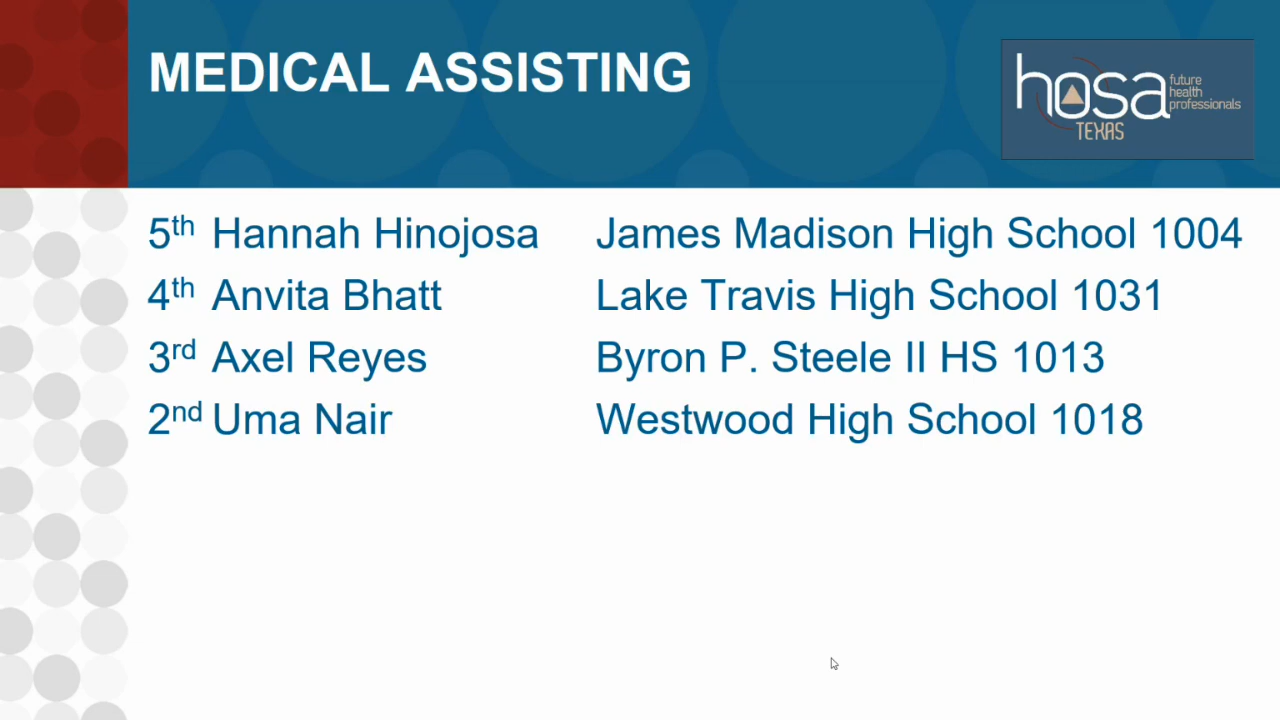 MEDICAL ASSISTING
hosa future health professionals
TEXAS
5th Hannah Hinojosa James Madison High School 1004
4th Anvita Bhatt Lake Travis High School 1031
3rd Axel Reyes Byron P. Steele II HS 1013
2nd Uma Nair Westwood High School 1018